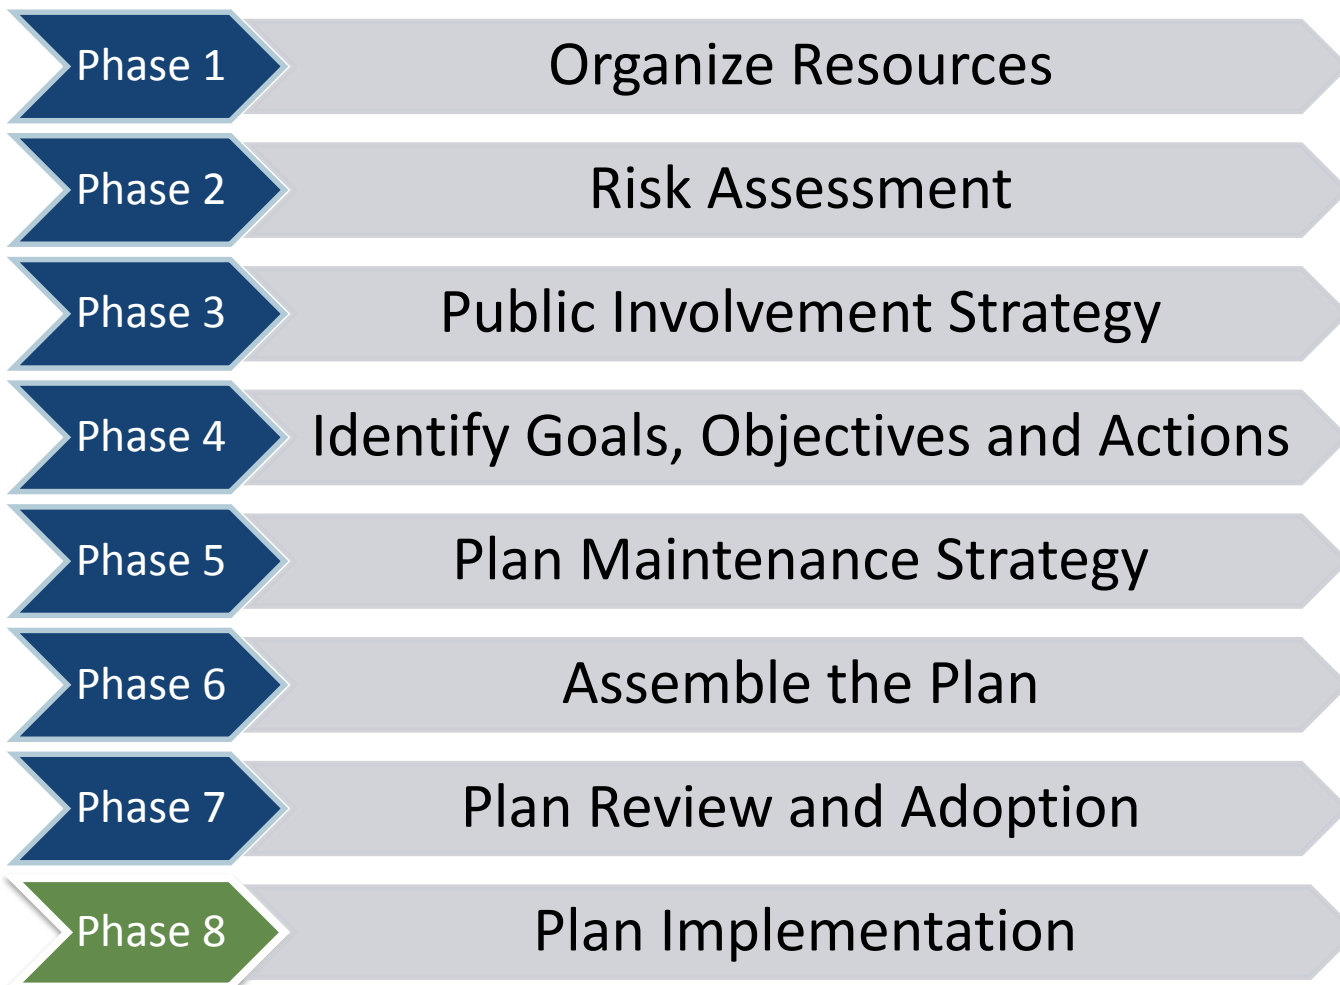 Phase 1 Organize Resources
Phase 2 Risk Assessment
Phase 3 Public Involvement Strategy
Phase 4 Identify Goals, Objectives and Actions
Phase 5 Plan Maintenance Strategy
Phase 6 Assemble the Plan
Phase 7 Plan Review and Adoption
Phase 8 Plan Implementation